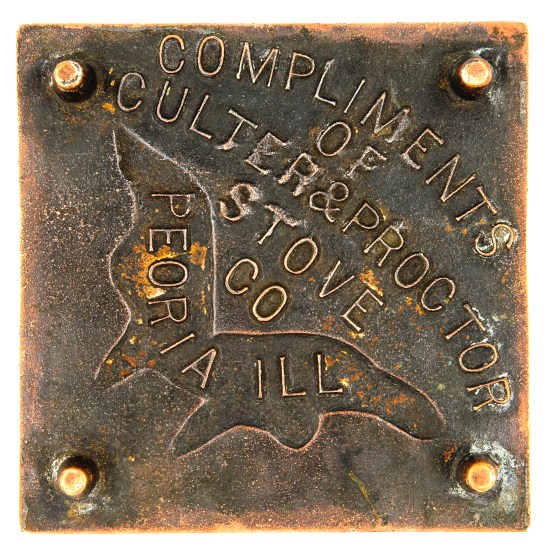 COMPLIMENTS
OF
CULTER & PROCTOR
STOVE
CO
PEORIA ILL